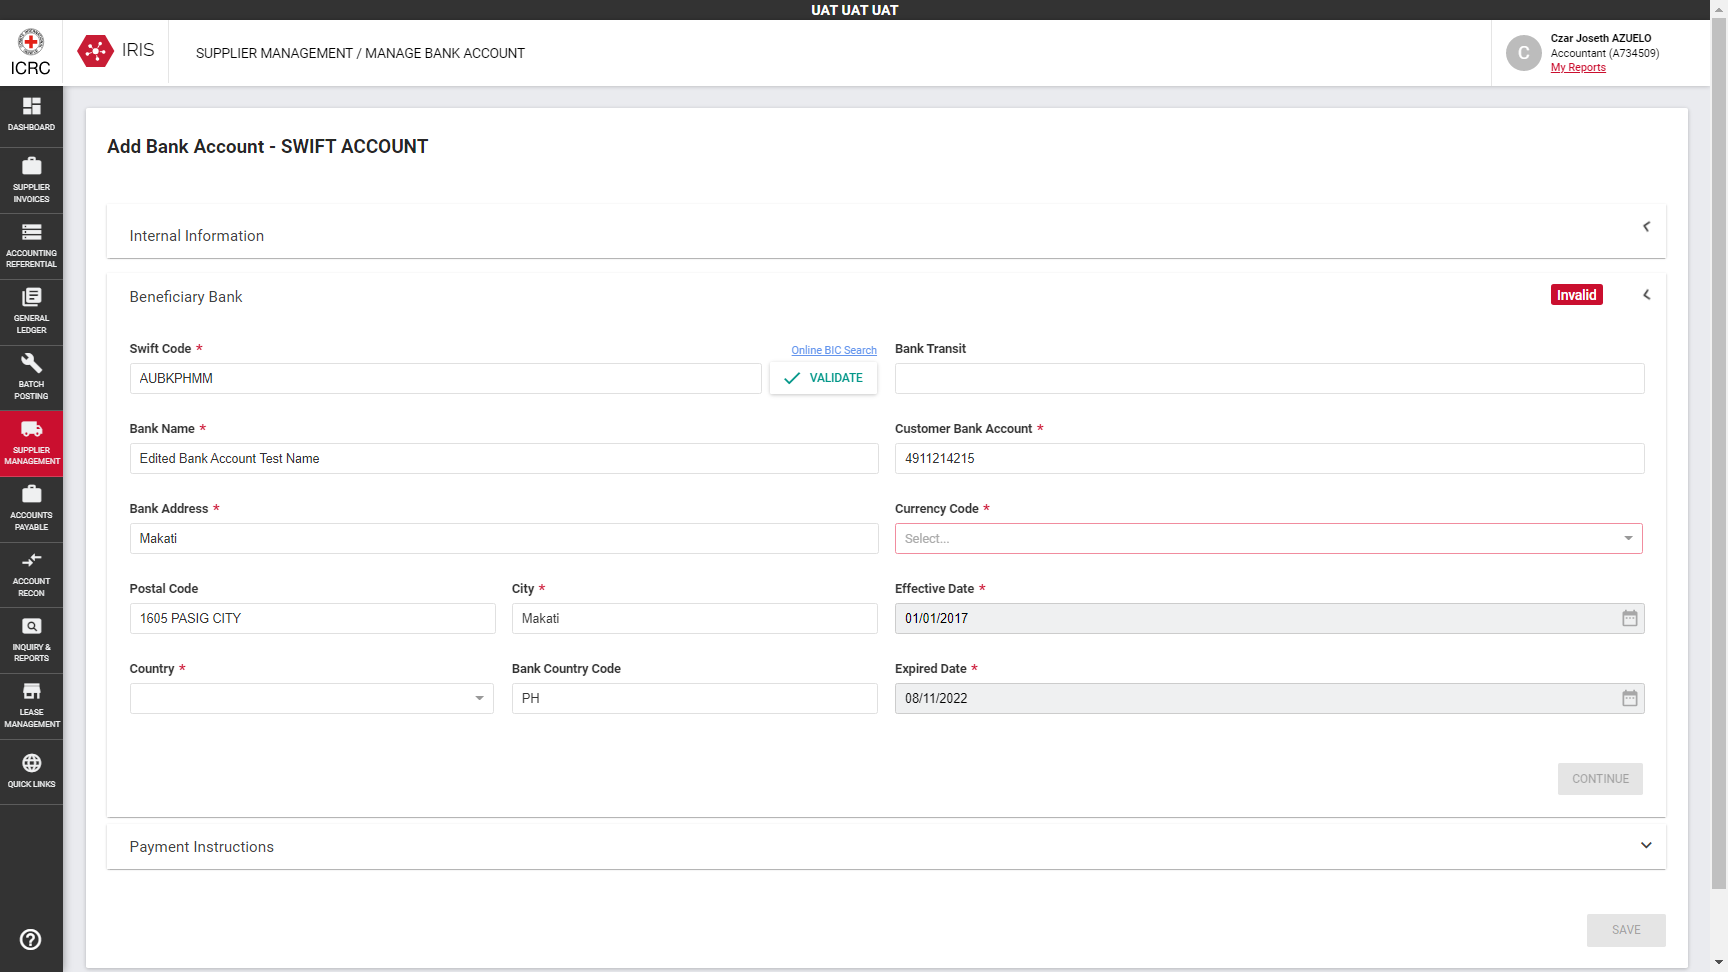 UAT UAT UAT
ICRC
IRIS
SUPPLIER MANAGEMENT / MANAGE BANK ACCOUNT
C
Czar Joseth AZUELO
Accountant (A734509)
My Reports
DASHBOARD
SUPPLIER
INVOICES
ACCOUNTING
REFERENTIAL
GENERAL
LEDGER
BATCH
POSTING
SUPPLIER
MANAGEMENT
ACCOUNTS
PAYABLE
ACCOUNT
RECON
INQUIRY &
REPORTS
LEASE
MANAGEMENT
QUICK LINKS
Add Bank Account - SWIFT ACCOUNT
Internal Information
Beneficiary Bank
Invalid
Swift Code *
Online BIC Search
AUBKPHMM
VALIDATE
Bank Transit
Bank Name *
Edited Bank Account Test Name
Customer Bank Account *
4911214215
Bank Address *
Makati
Currency Code *
Select...
Postal Code
1605 PASIG CITY
City *
Makati
Effective Date *
01/01/2017
Country *
Bank Country Code
PH
Expired Date *
08/11/2022
CONTINUE
Payment Instructions
SAVE